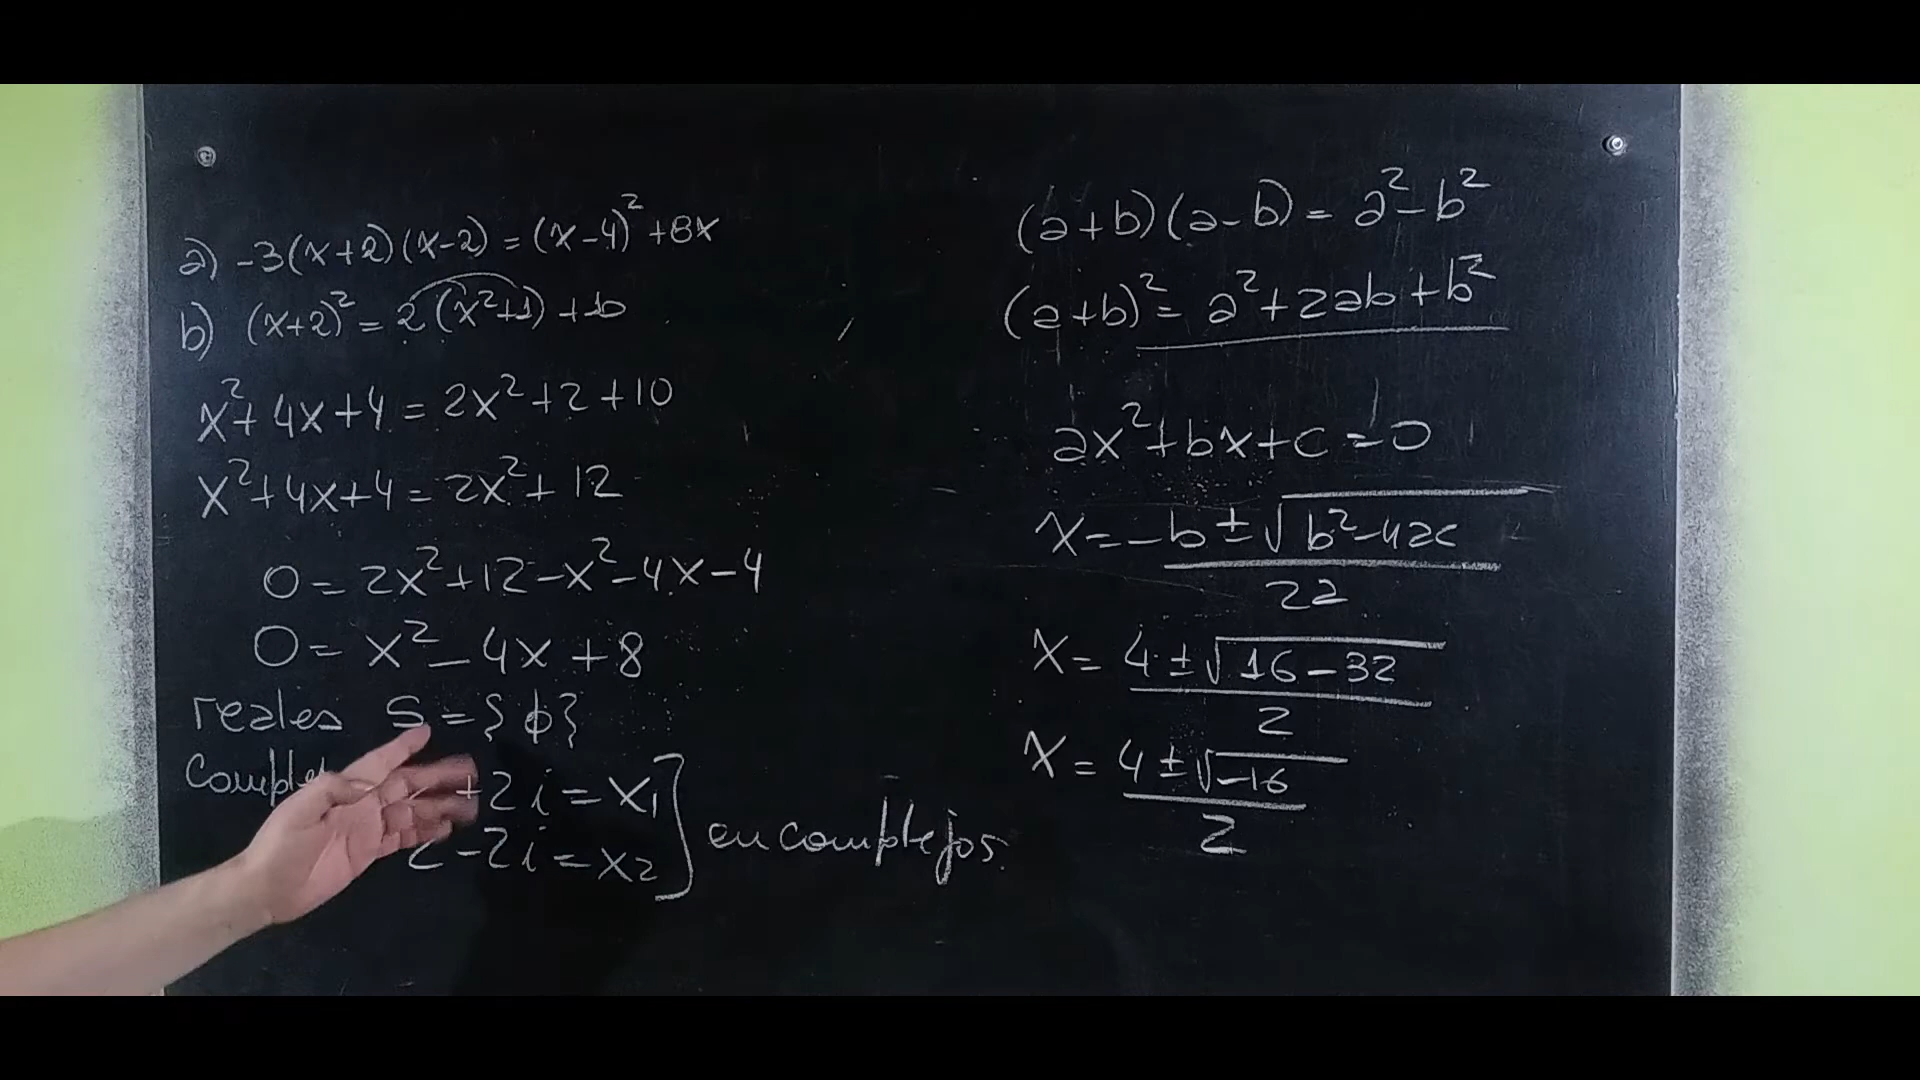 a) -3(x+2)(x-2) = (x-4)² + 8x
b) (x+2)² = 2(x²+1) + 10
x² + 4x + 4 = 2x² + 2 + 10
x² + 4x + 4 = 2x² + 12
0 = 2x² + 12 - x² - 4x - 4
0 = x² - 4x + 8
reales S = {ϕ}
+2i = x₁
2-2i = x₂
en complejos.
(a+b)(a-b) = a² - b²
(a+b)² = a² + 2ab + b²
ax² + bx + c = 0
x = -b ± √(b²-4ac) / 2a
x = 4 ± √(16-32) / 2
x = 4 ± √(-16) / 2